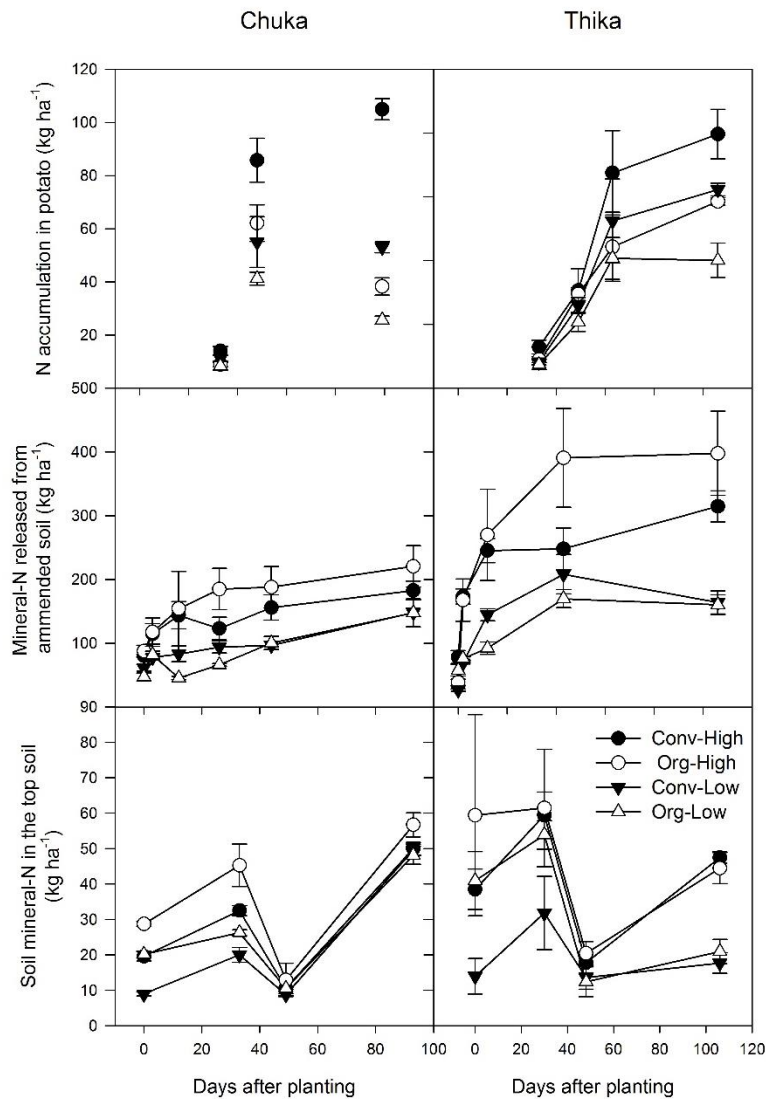 Chuka
Thika
N accumulation in potato (kg ha⁻¹)
120
100
80
60
40
20
Mineral-N released from
ammended soil (kg ha⁻¹)
500
400
300
200
100
Soil mineral-N in the top soil
(kg ha⁻¹)
90
80
70
60
50
40
30
20
10
0
Conv-High
Org-High
Conv-Low
Org-Low
0 20 40 60 80 100
0 20 40 60 80 100 120
Days after planting
Days after planting